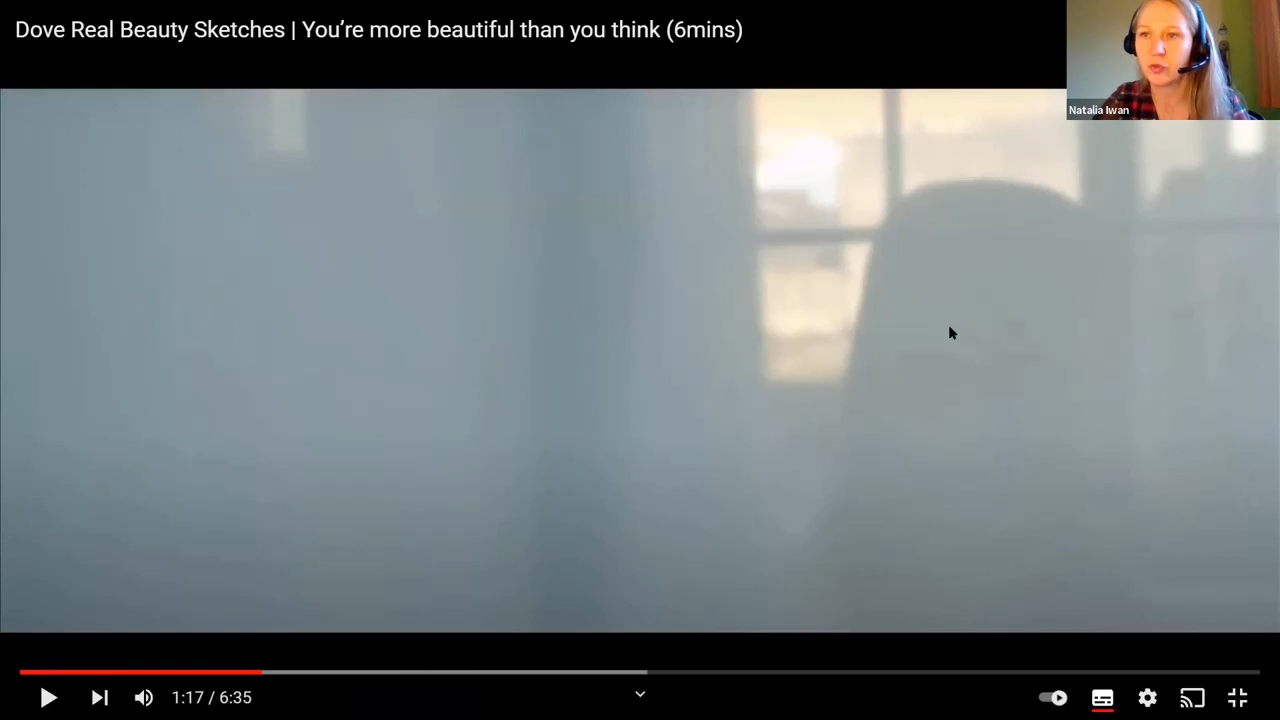 Dove Real Beauty Sketches | You’re more beautiful than you think (6mins)
Natalia Iwan
1:17 / 6:35